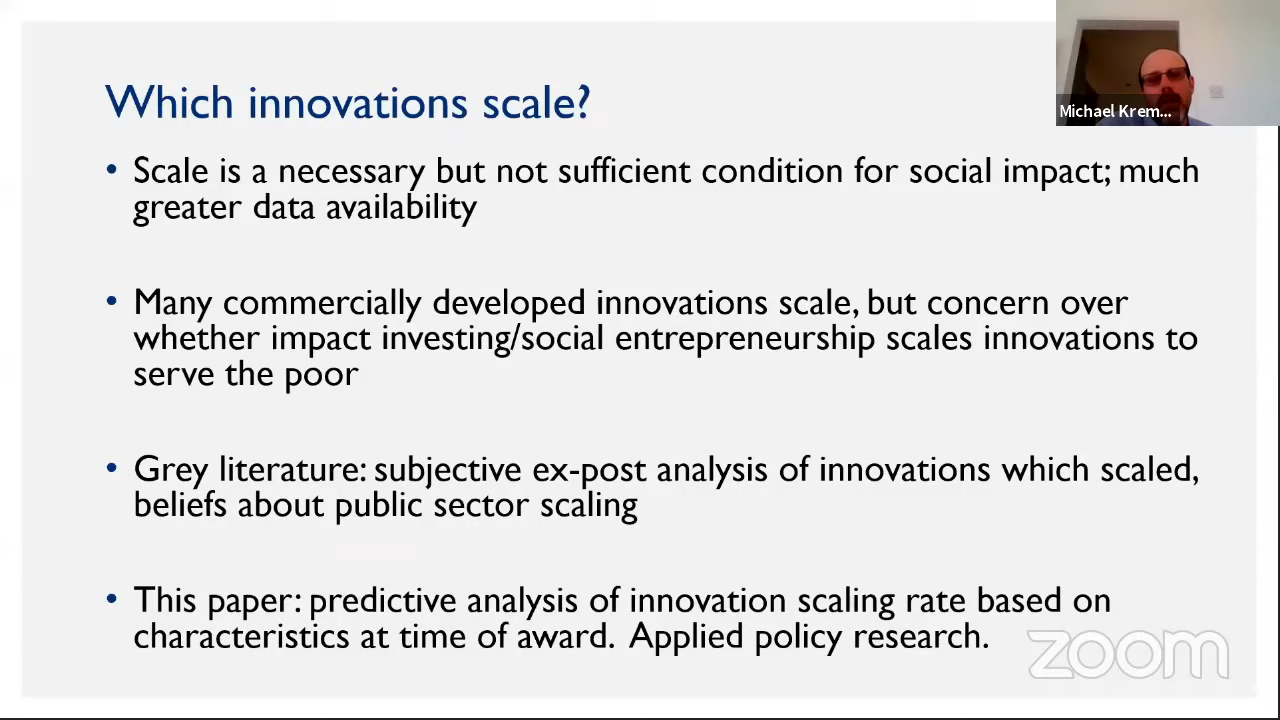 Which innovations scale?
Michael Krem...
• Scale is a necessary but not sufficient condition for social impact; much
greater data availability
• Many commercially developed innovations scale, but concern over
whether impact investing/social entrepreneurship scales innovations to
serve the poor
• Grey literature: subjective ex-post analysis of innovations which scaled,
beliefs about public sector scaling
• This paper: predictive analysis of innovation scaling rate based on
characteristics at time of award. Applied policy research.
zoom